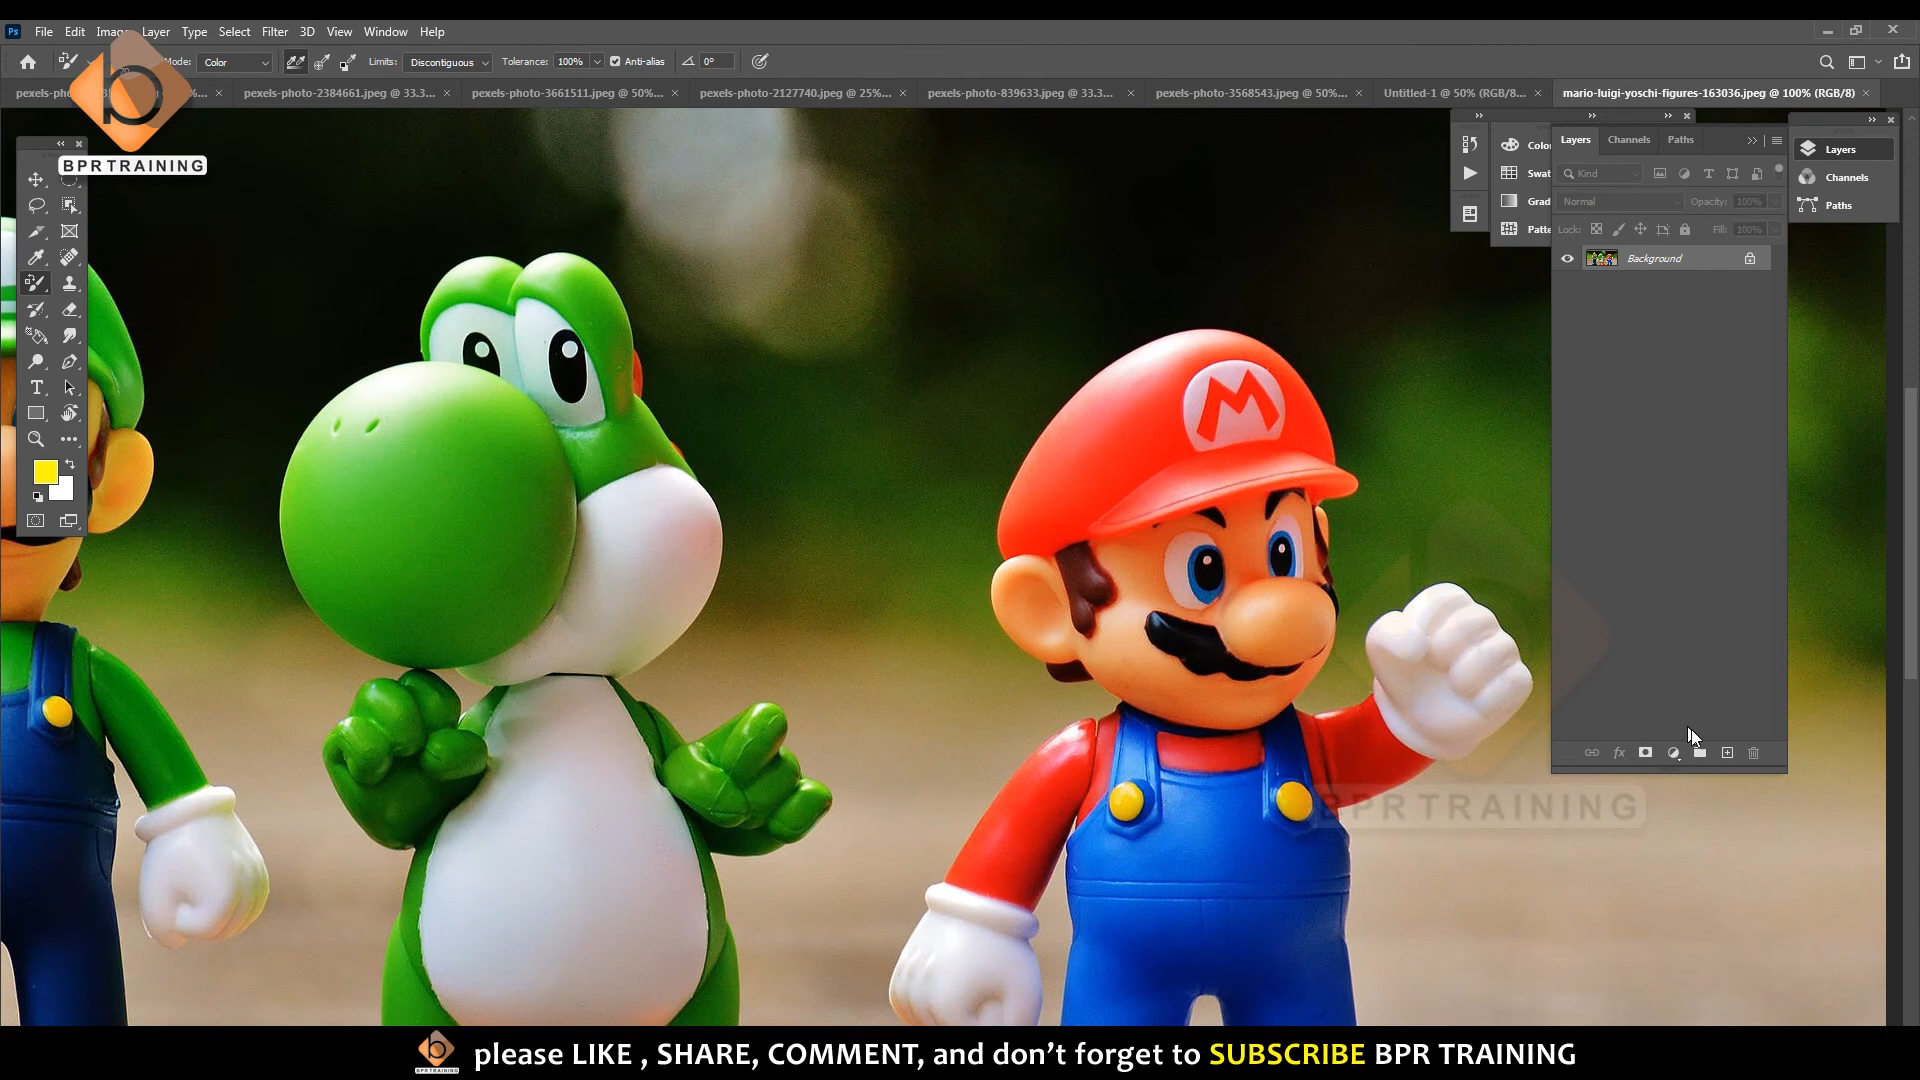 Ps File Edit Image Layer Type Select Filter 3D View Window Help
Mode: Color Limits: Discontiguous Tolerance: 100% Anti-alias 0°
pexels-photo-2384661.jpeg @ 33.3... pexels-photo-3661511.jpeg @ 50%... pexels-photo-2127740.jpeg @ 25%... pexels-photo-839633.jpeg @ 33.3... pexels-photo-3568543.jpeg @ 50%... Untitled-1 @ 50% (RGB/8... mario-luigi-yoschi-figures-163036.jpeg @ 100% (RGB/8)
b
BPR TRAINING
Layers Channels Paths
Kind
Normal Opacity: 100%
Lock: Fill: 100%
Background
Layers
Channels
Paths
M
BPR TRAINING
BPR TRAINING
please LIKE , SHARE, COMMENT, and don't forget to SUBSCRIBE BPR TRAINING